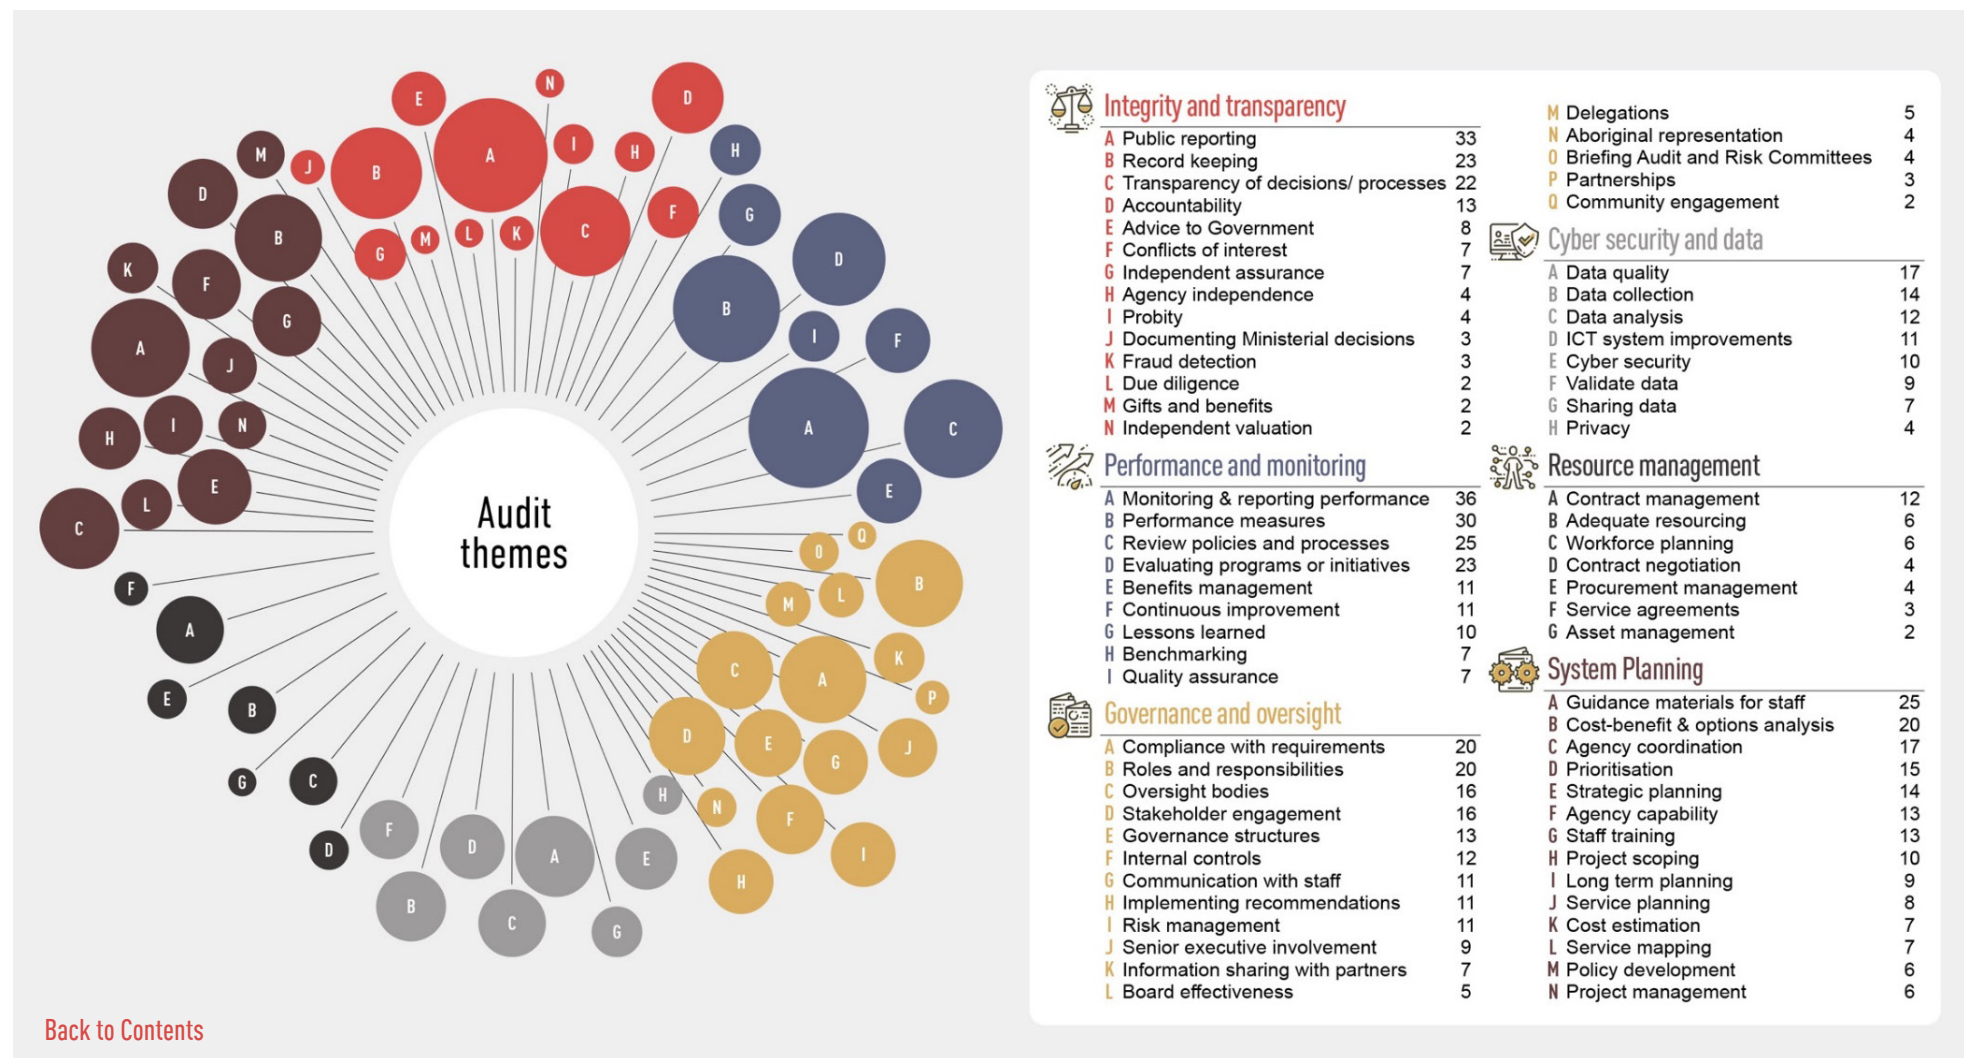 E
N
D
A
M
J
B
I
H
H
D
B
G
M
L
K
C
F
G
D
K
F
G
B
I
F
A
J
A
C
H
I
N
E
L
E
C
Audit
themes
Q
O
B
F
M
L
A
C
A
K
P
E
B
D
E
G
J
G
C
H
N
F
I
D
F
D
A
E
H
B
C
G
Back to Contents
Integrity and transparency
A Public reporting 33
B Record keeping 23
C Transparency of decisions/ processes 22
D Accountability 13
E Advice to Government 8
F Conflicts of interest 7
G Independent assurance 7
H Agency independence 4
I Probity 4
J Documenting Ministerial decisions 3
K Fraud detection 3
L Due diligence 2
M Gifts and benefits 2
N Independent valuation 2
Performance and monitoring
A Monitoring & reporting performance 36
B Performance measures 30
C Review policies and processes 25
D Evaluating programs or initiatives 23
E Benefits management 11
F Continuous improvement 11
G Lessons learned 10
H Benchmarking 7
I Quality assurance 7
Governance and oversight
A Compliance with requirements 20
B Roles and responsibilities 20
C Oversight bodies 16
D Stakeholder engagement 16
E Governance structures 13
F Internal controls 12
G Communication with staff 11
H Implementing recommendations 11
I Risk management 11
J Senior executive involvement 9
K Information sharing with partners 7
L Board effectiveness 5
M Delegations 5
N Aboriginal representation 4
O Briefing Audit and Risk Committees 4
P Partnerships 3
Q Community engagement 2
Cyber security and data
A Data quality 17
B Data collection 14
C Data analysis 12
D ICT system improvements 11
E Cyber security 10
F Validate data 9
G Sharing data 7
H Privacy 4
Resource management
A Contract management 12
B Adequate resourcing 6
C Workforce planning 6
D Contract negotiation 4
E Procurement management 4
F Service agreements 3
G Asset management 2
System Planning
A Guidance materials for staff 25
B Cost-benefit & options analysis 20
C Agency coordination 17
D Prioritisation 15
E Strategic planning 14
F Agency capability 13
G Staff training 13
H Project scoping 10
I Long term planning 9
J Service planning 8
K Cost estimation 7
L Service mapping 7
M Policy development 6
N Project management 6